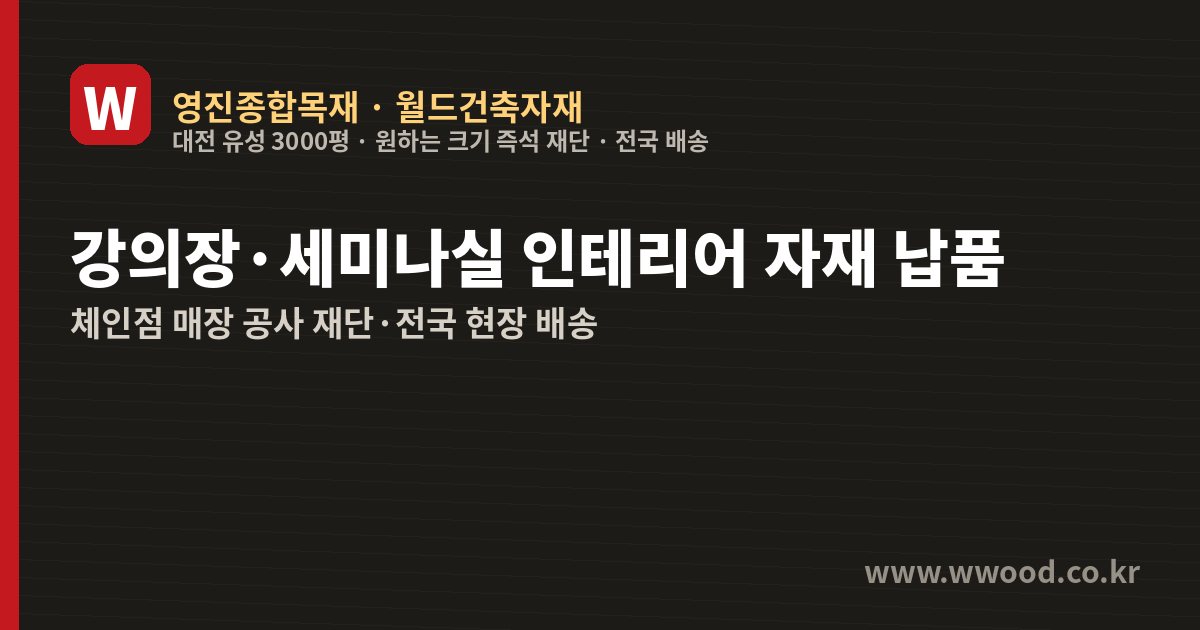 W
영진종합목재 · 월드건축자재
대전 유성 3000평 · 원하는 크기 즉석 재단 · 전국 배송
강의장·세미나실 인테리어 자재 납품
체인점 매장 공사 재단·전국 현장 배송
www.wwood.co.kr